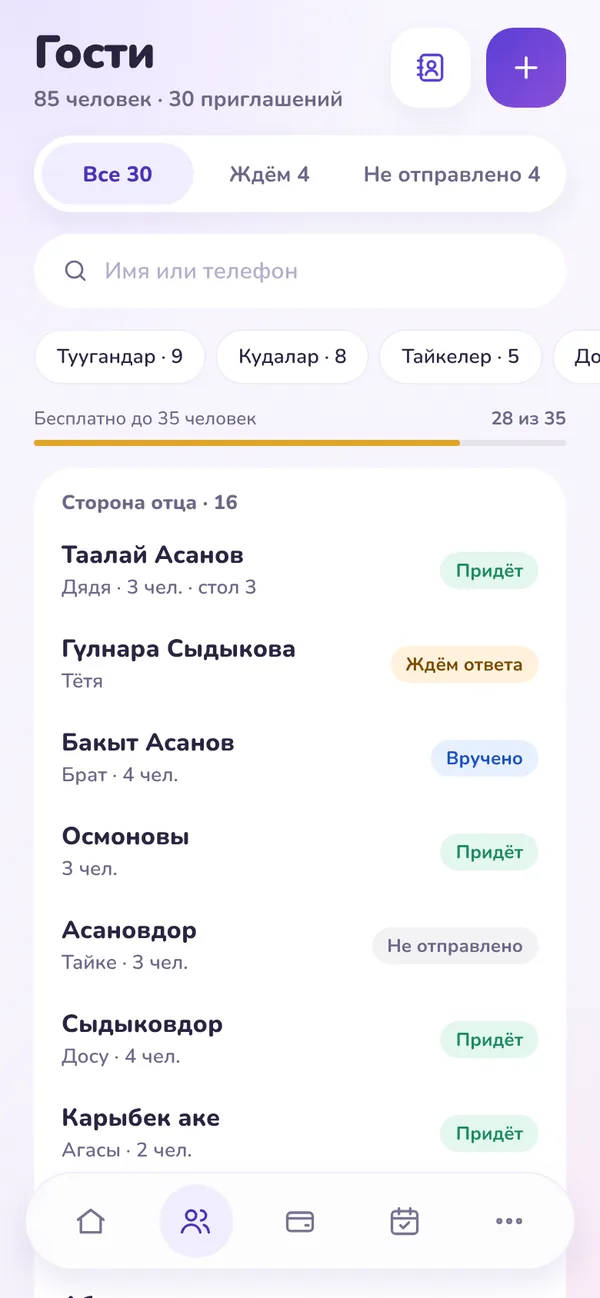 Гости
85 человек · 30 приглашений
Все 30
Ждём 4
Не отправлено 4
Имя или телефон
Туугандар · 9
Кудалар · 8
Тайкелер · 5
До
Бесплатно до 35 человек
28 из 35
Сторона отца · 16
Таалай Асанов
Придёт
Дядя · 3 чел. · стол 3
Гүлнара Сыдыкова
Ждём ответа
Тётя
Бакыт Асанов
Вручено
Брат · 4 чел.
Осмоновы
Придёт
3 чел.
Асановдор
Не отправлено
Тайке · 3 чел.
Сыдыковдор
Придёт
Досу · 4 чел.
Карыбек аке
Придёт
Агасы · 2 чел.